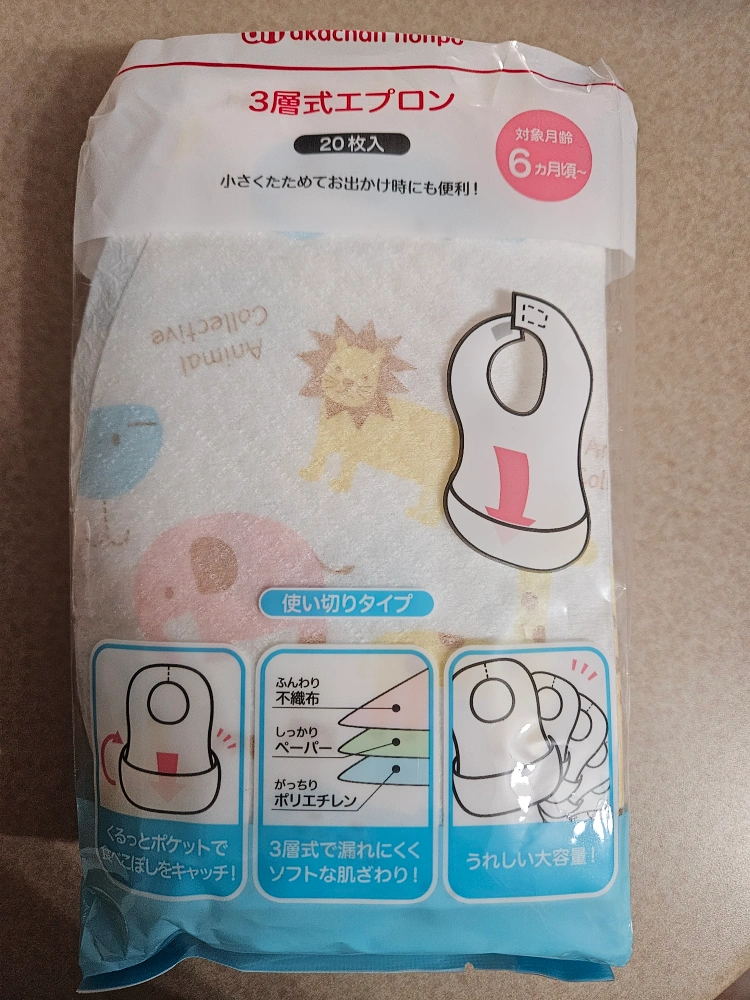 akachan honpo
3層式エプロン
20枚入
対象月齢
6ヵ月頃~
小さくたためてお出かけ時にも便利!
Animal
Collective
使い切りタイプ
ふんわり
不織布
しっかり
ペーパー
がっちり
ポリエチレン
くるっとポケットで
食べこぼしをキャッチ!
3層式で漏れにくく
ソフトな肌ざわり!
うれしい大容量!